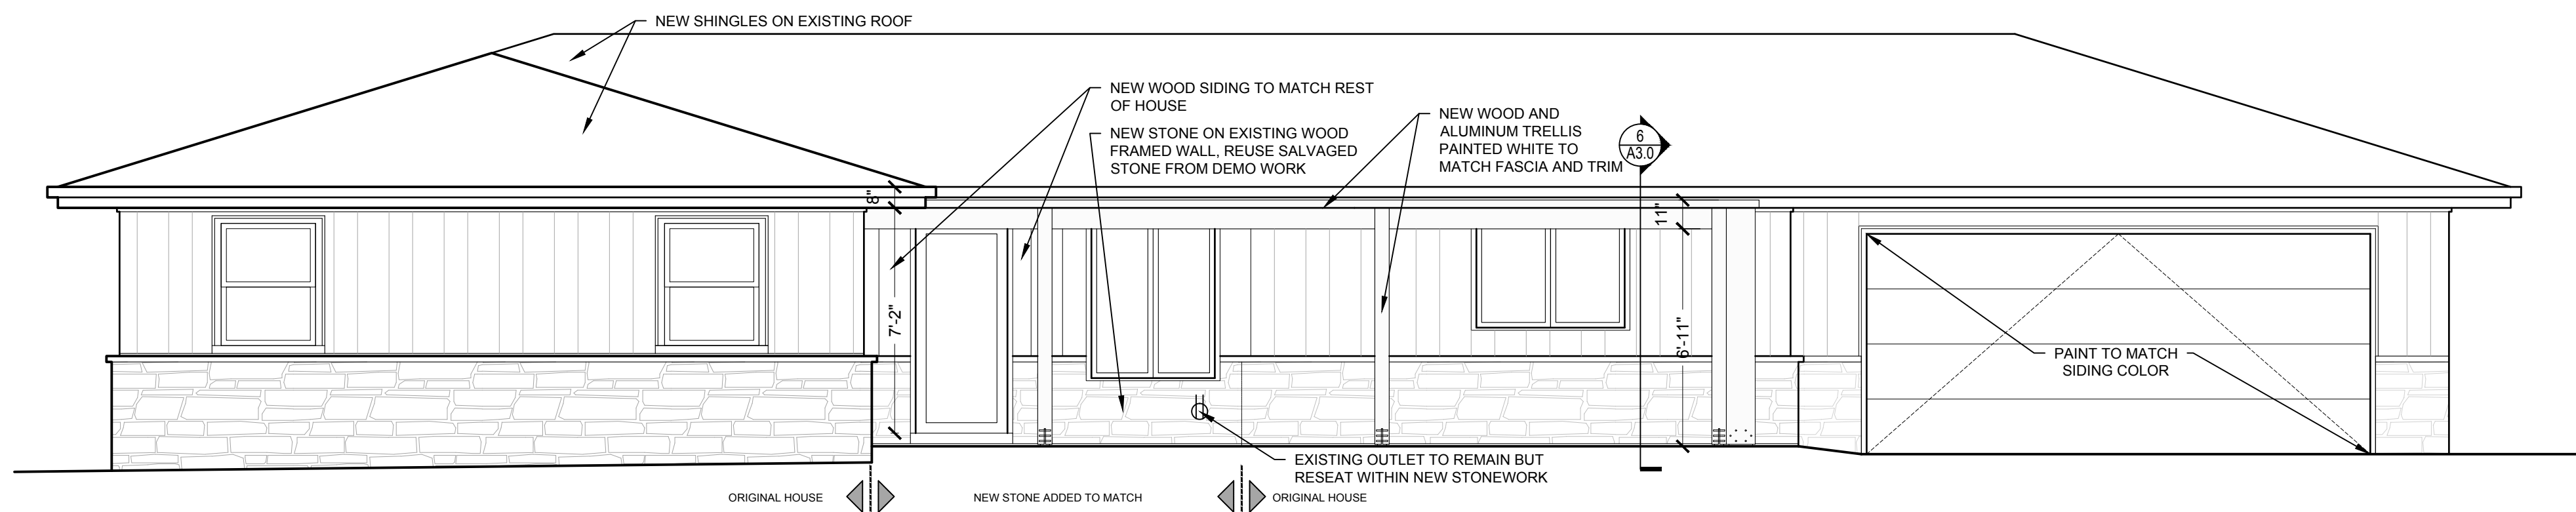 NEW SHINGLES ON EXISTING ROOF
NEW WOOD SIDING TO MATCH REST
OF HOUSE
NEW STONE ON EXISTING WOOD
FRAMED WALL, REUSE SALVAGED
STONE FROM DEMO WORK
NEW WOOD AND
ALUMINUM TRELLIS
PAINTED WHITE TO
MATCH FASCIA AND TRIM
6
A3.0
8"
11"
7'-2"
6'-11"
PAINT TO MATCH
SIDING COLOR
EXISTING OUTLET TO REMAIN BUT
RESEAT WITHIN NEW STONEWORK
ORIGINAL HOUSE
NEW STONE ADDED TO MATCH
ORIGINAL HOUSE